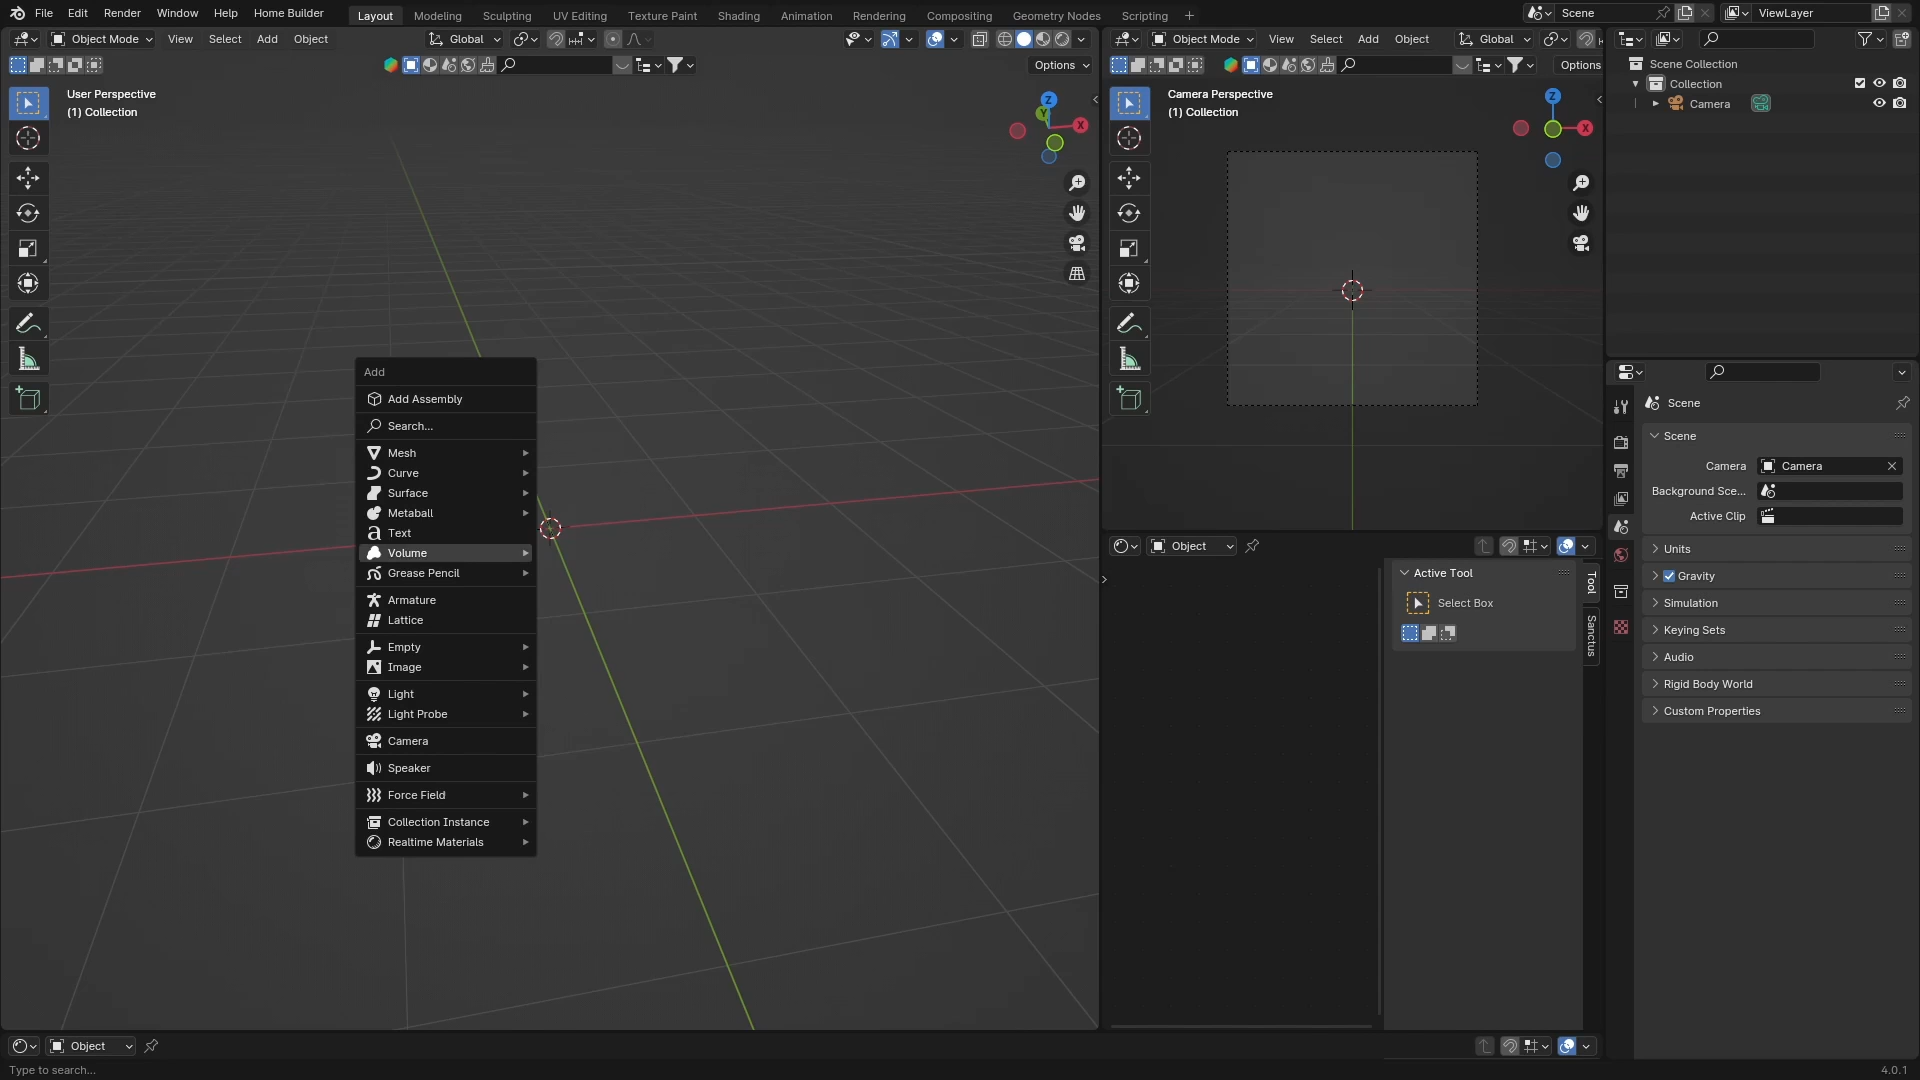 File Edit Render Window Help Home Builder Layout Modeling Sculpting UV Editing Texture Paint Shading Animation Rendering Compositing Geometry Nodes Scripting + Scene ViewLayer
Object Mode View Select Add Object Global
Options
User Perspective
(1) Collection
Z
Y
X
Add
Add Assembly
Search...
Mesh
Curve
Surface
Metaball
Text
Volume
Grease Pencil
Armature
Lattice
Empty
Image
Light
Light Probe
Camera
Speaker
Force Field
Collection Instance
Realtime Materials
Object Mode View Select Add Object Global
Options
Camera Perspective
(1) Collection
Z
X
Object
Active Tool
Select Box
Tool
Sanctus
Scene Collection
Collection
Camera
Scene
Scene
Camera Camera
Background Sce...
Active Clip
Units
Gravity
Simulation
Keying Sets
Audio
Rigid Body World
Custom Properties
Object
Type to search...
4.0.1